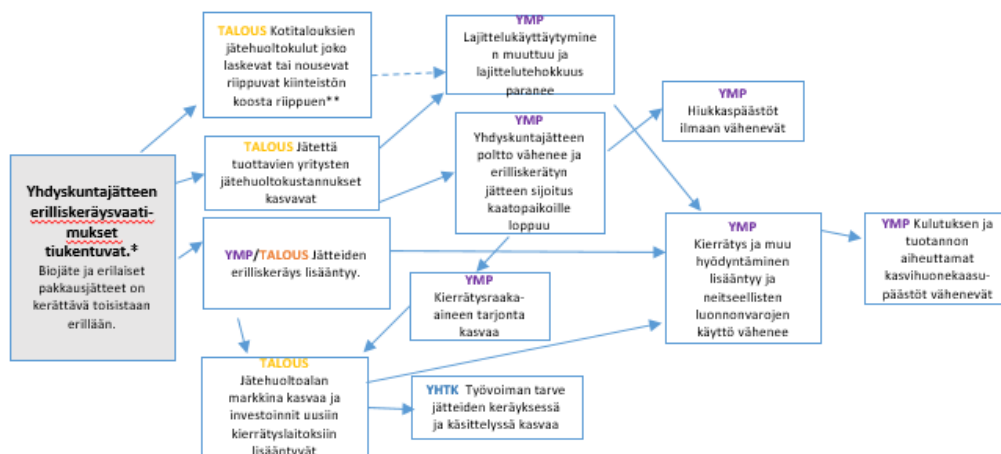 Yhdyskuntajätteen
erilliskeräysvaati-
mukset
tiukentuvat.*
Biojäte ja erilaiset
pakkausjätteet on
kerättävä toisistaan
erillään.
TALOUS Kotitalouksien
jätehuoltokulut joko
laskevat tai nousevat
riippuvat kiinteistön
koosta riippuen**
TALOUS Jätettä
tuottavien yritysten
jätehuoltokustannukset
kasvavat
YMP/TALOUS Jätteiden
erilliskeräys lisääntyy.
TALOUS
Jätehuoltoalan
markkina kasvaa ja
investoinnit uusiin
kierrätyslaitoksiin
lisääntyvät
YMP
Lajittelukäyttäytymine
n muuttuu ja
lajittelutehokkuus
paranee
YMP
Yhdyskuntajätteen
poltto vähenee ja
erilliskerätyn
jätteen sijoitus
kaatopaikoille
loppuu
YMP
Kierrätysraaka-
aineen tarjonta
kasvaa
YHTK Työvoiman tarve
jätteiden keräyksessä
ja käsittelyssä kasvaa
YMP
Hiukkaspäästöt
ilmaan vähenevät
YMP
Kierrätys ja muu
hyödyntäminen
lisääntyy ja
neitseellisten
luonnonvarojen
käyttö vähenee
YMP Kulutuksen ja
tuotannon
aiheuttamat
kasvihuonekaasu-
päästöt vähenevät